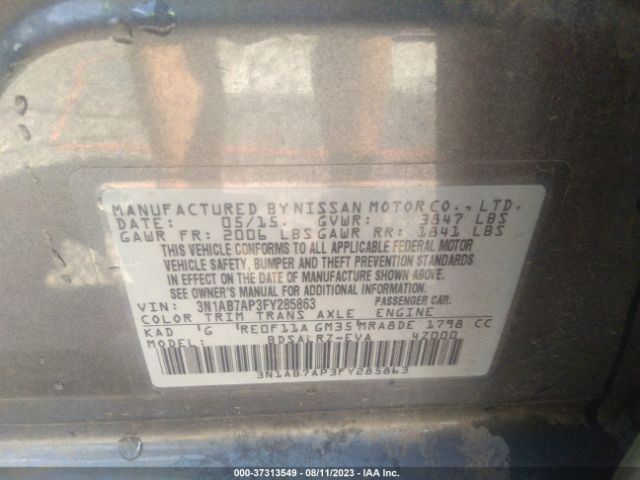 MANUFACTURED BY NISSAN MOTOR CO., LTD.
DATE: 05/15. GVWR: 3847 LBS
GAWR FR: 2006 LBS GAWR RR: 1841 LBS
THIS VEHICLE CONFORMS TO ALL APPLICABLE FEDERAL MOTOR
VEHICLE SAFETY, BUMPER AND THEFT PREVENTION STANDARDS
IN EFFECT ON THE DATE OF MANUFACTURE SHOWN ABOVE.
SEE OWNER'S MANUAL FOR ADDITIONAL INFORMATION.
VIN: 3N1AB7AP3FY285863 PASSENGER CAR.
COLOR TRIM TRANS AXLE ENGINE
KAD G RE0F11A GM35 MRA8DE 1798 CC
MODEL: BDSALRZ-EVA 47000
3N1AB7AP3FY285863
000-37313549 - 08/11/2023 - IAA Inc.